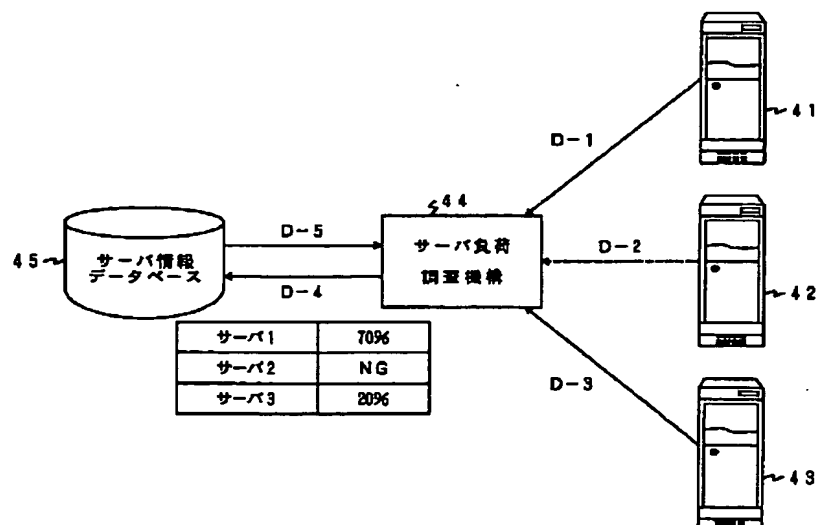 41
D-1
44
D-5
サーバ負荷
調査機構
D-2
45
サーバ情報
データベース
D-4
42
サーバ1 70%
サーバ2 NG
サーバ3 20%
D-3
43